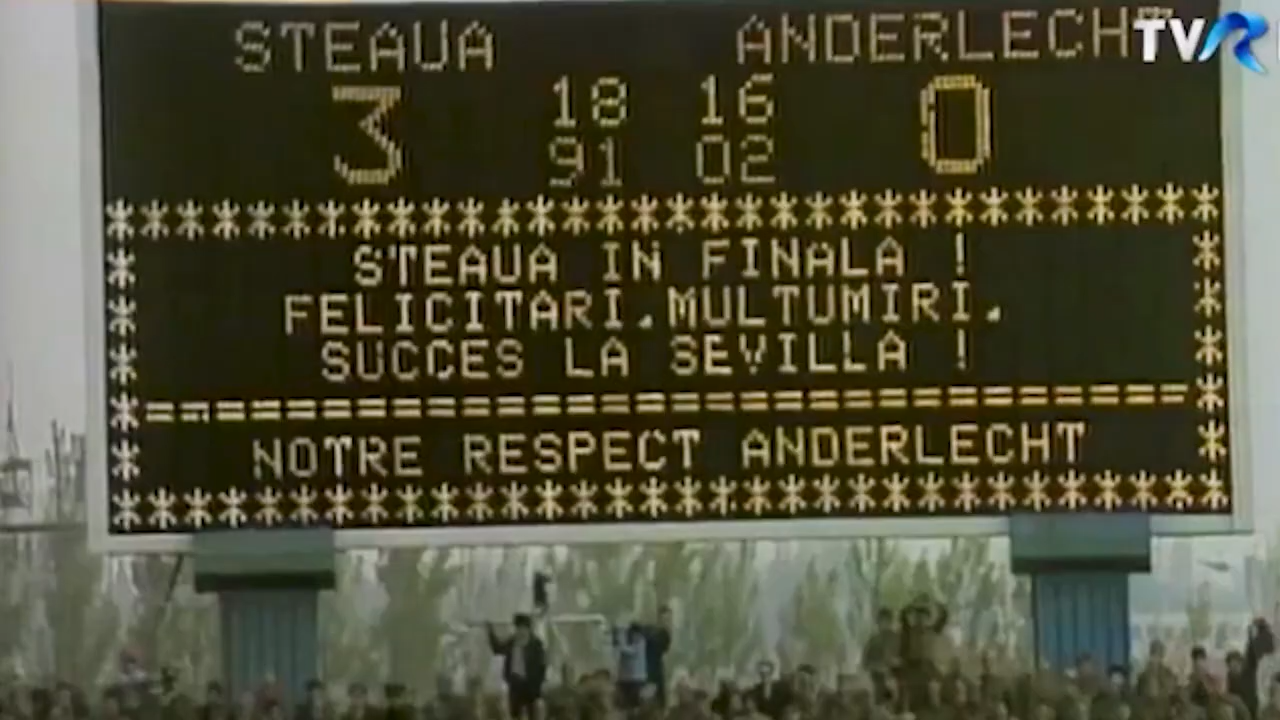 STEAUA ANDERLECHT
3 18 16 0
91 02
*******************************
STEAUA IN FINALA !
FELICITARI.MULTUMIRI.
SUCCES LA SEVILLA !
==============================
NOTRE RESPECT ANDERLECHT
*******************************
TVR